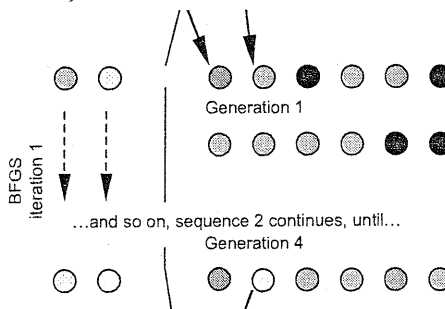 Generation 1
BFGS
iteration 1
...and so on, sequence 2 continues, until...
Generation 4